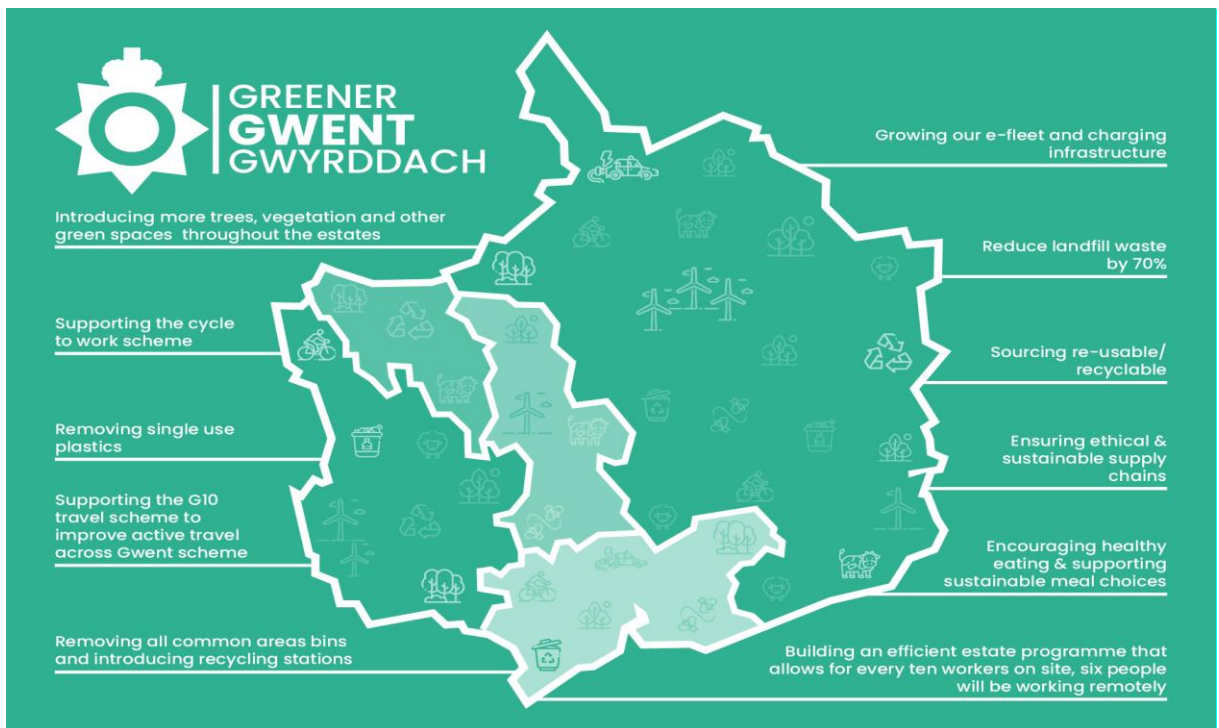 GREENER
GWENT
GWYRDDACH
Introducing more trees, vegetation and other
green spaces throughout the estates
Supporting the cycle
to work scheme
Removing single use
plastics
Supporting the G10
travel scheme to
improve active travel
across Gwent scheme
Removing all common areas bins
and introducing recycling stations
Growing our e-fleet and charging
infrastructure
Reduce landfill waste
by 70%
Sourcing re-usable/
recyclable
Ensuring ethical &
sustainable supply
chains
Encouraging healthy
eating & supporting
sustainable meal choices
Building an efficient estate programme that
allows for every ten workers on site, six people
will be working remotely